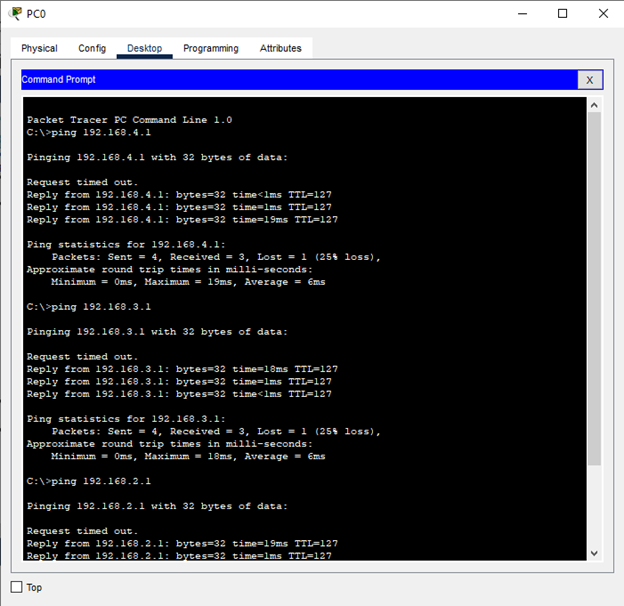 PC0
Physical Config Desktop Programming Attributes
Command Prompt X
Packet Tracer PC Command Line 1.0
C:\>ping 192.168.4.1
Pinging 192.168.4.1 with 32 bytes of data:
Request timed out.
Reply from 192.168.4.1: bytes=32 time<1ms TTL=127
Reply from 192.168.4.1: bytes=32 time=1ms TTL=127
Reply from 192.168.4.1: bytes=32 time=19ms TTL=127
Ping statistics for 192.168.4.1:
Packets: Sent = 4, Received = 3, Lost = 1 (25% loss),
Approximate round trip times in milli-seconds:
Minimum = 0ms, Maximum = 19ms, Average = 6ms
C:\>ping 192.168.3.1
Pinging 192.168.3.1 with 32 bytes of data:
Request timed out.
Reply from 192.168.3.1: bytes=32 time=18ms TTL=127
Reply from 192.168.3.1: bytes=32 time=1ms TTL=127
Reply from 192.168.3.1: bytes=32 time<1ms TTL=127
Ping statistics for 192.168.3.1:
Packets: Sent = 4, Received = 3, Lost = 1 (25% loss),
Approximate round trip times in milli-seconds:
Minimum = 0ms, Maximum = 18ms, Average = 6ms
C:\>ping 192.168.2.1
Pinging 192.168.2.1 with 32 bytes of data:
Request timed out.
Reply from 192.168.2.1: bytes=32 time=19ms TTL=127
Reply from 192.168.2.1: bytes=32 time=1ms TTL=127
Top